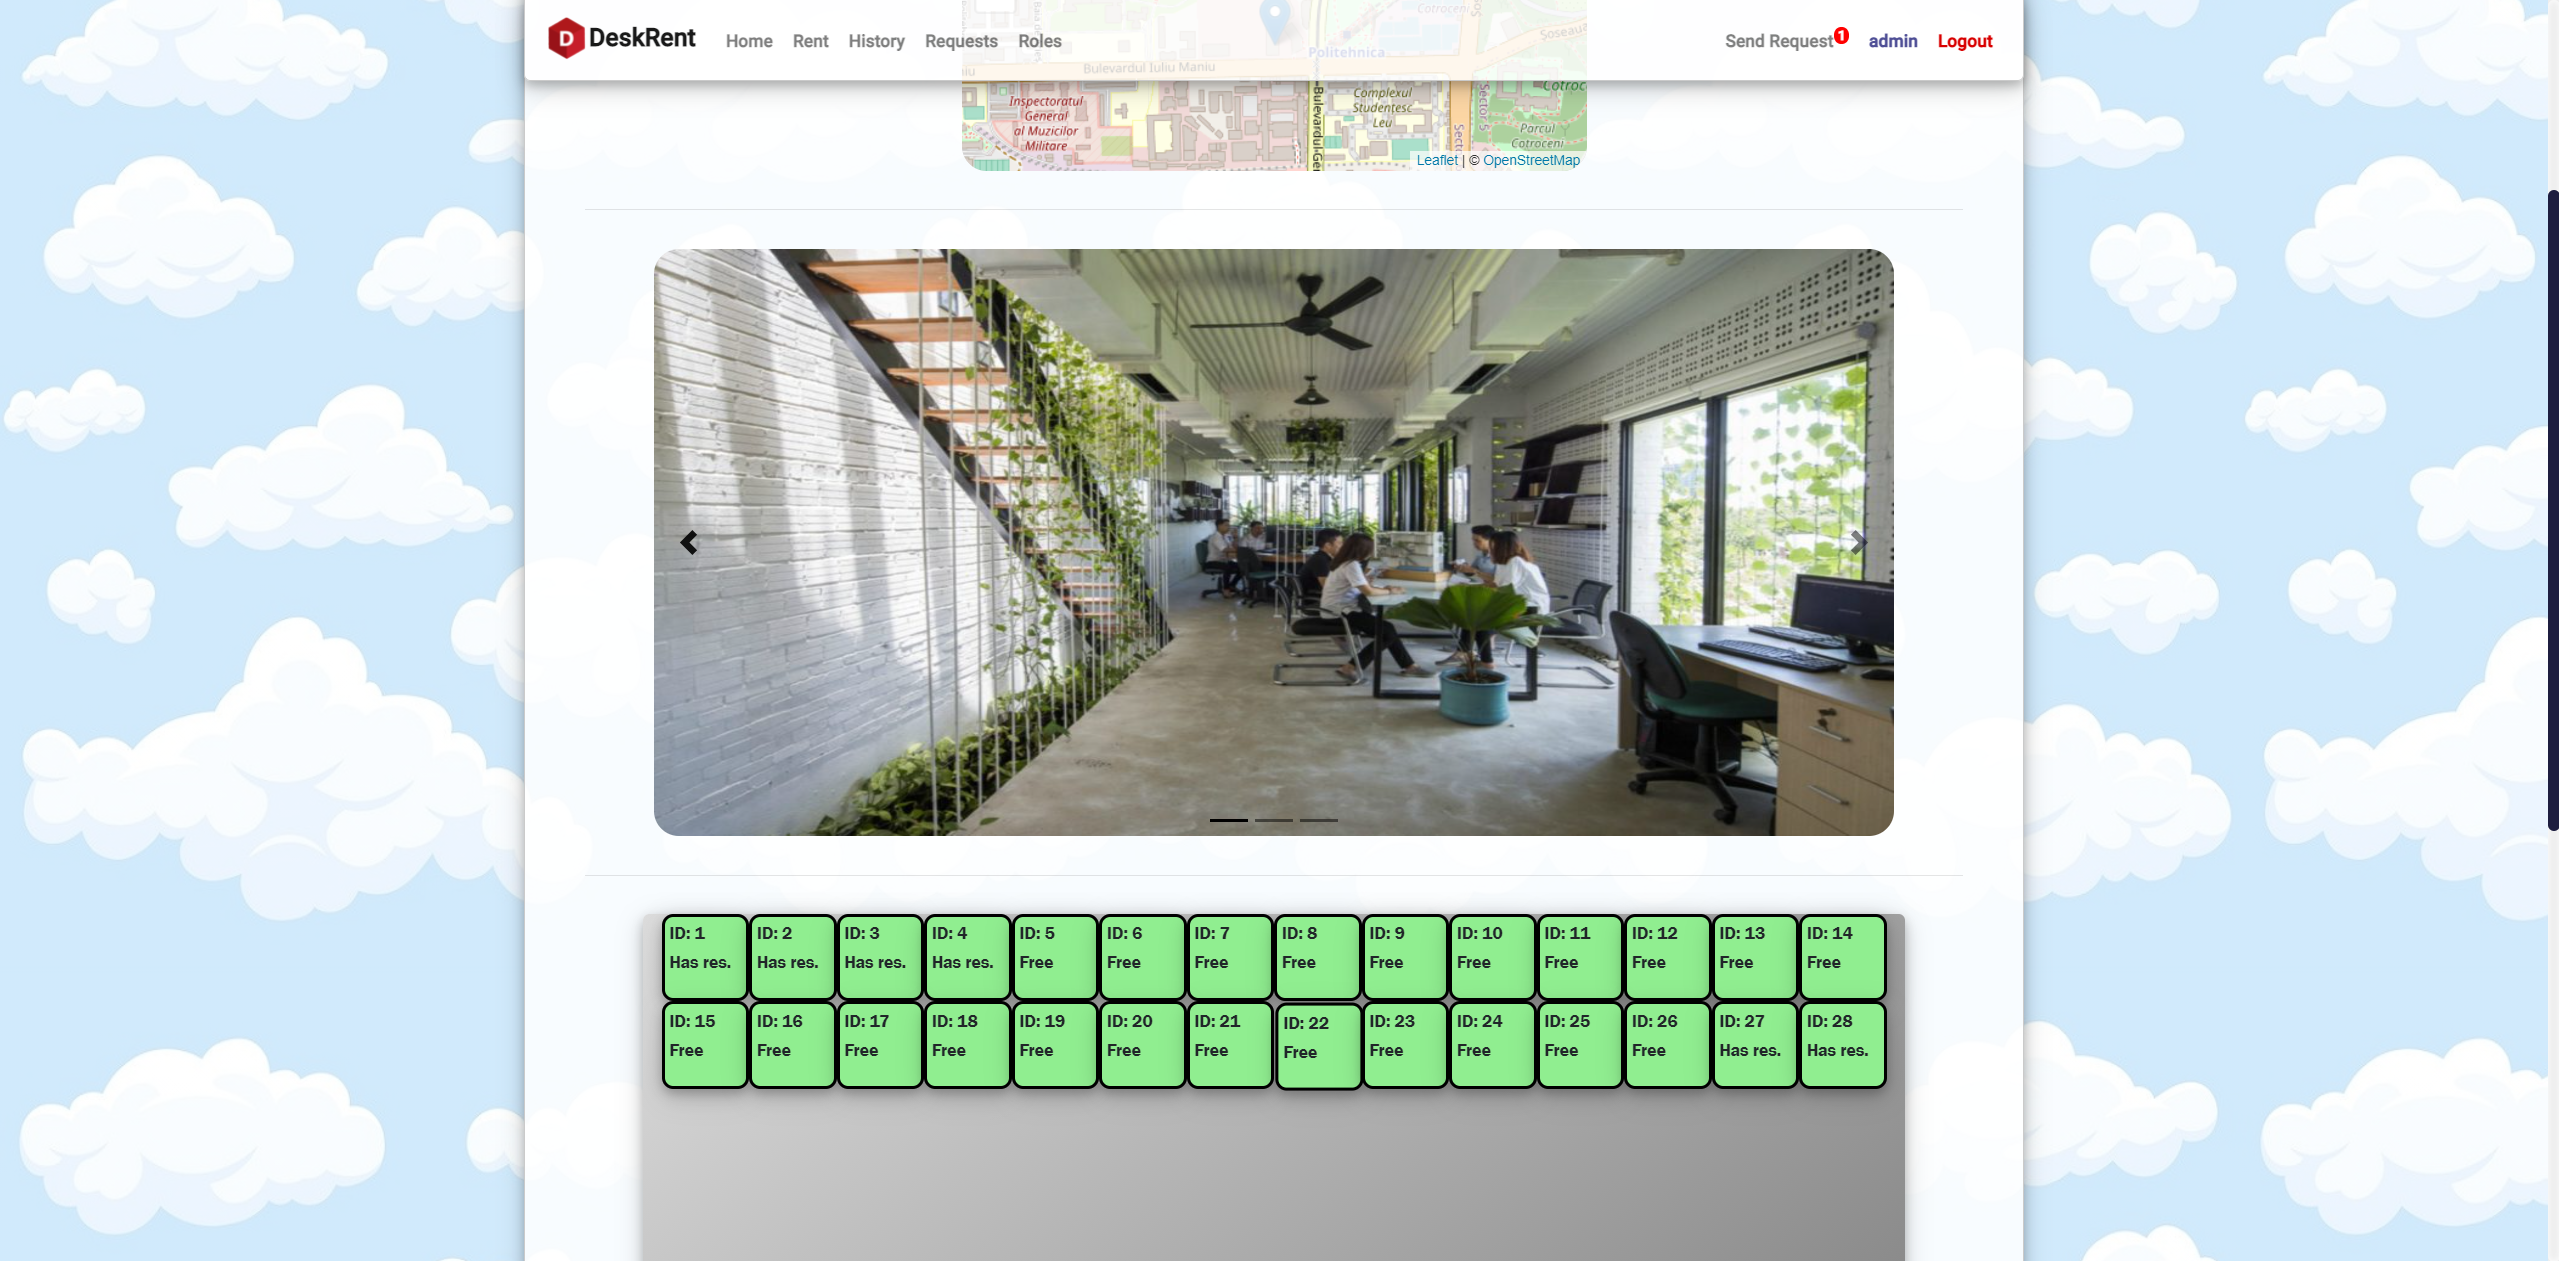 D DeskRent Home Rent History Requests Roles Send Request 1 admin Logout
Cotroceni
Politehnica
Bulevardul Iuliu Maniu
Inspectoratul
General
al Muzicilor
Militare
Bulevardul Ge
Complexul
Studențesc
Leu
Sector 5
Parcul
Cotroceni
Leaflet | © OpenStreetMap
ID: 1 ID: 2 ID: 3 ID: 4 ID: 5 ID: 6 ID: 7 ID: 8 ID: 9 ID: 10 ID: 11 ID: 12 ID: 13 ID: 14
Has res. Has res. Has res. Has res. Free Free Free Free Free Free Free Free Free Free
ID: 15 ID: 16 ID: 17 ID: 18 ID: 19 ID: 20 ID: 21 ID: 22 ID: 23 ID: 24 ID: 25 ID: 26 ID: 27 ID: 28
Free Free Free Free Free Free Free Free Free Free Free Free Has res. Has res.